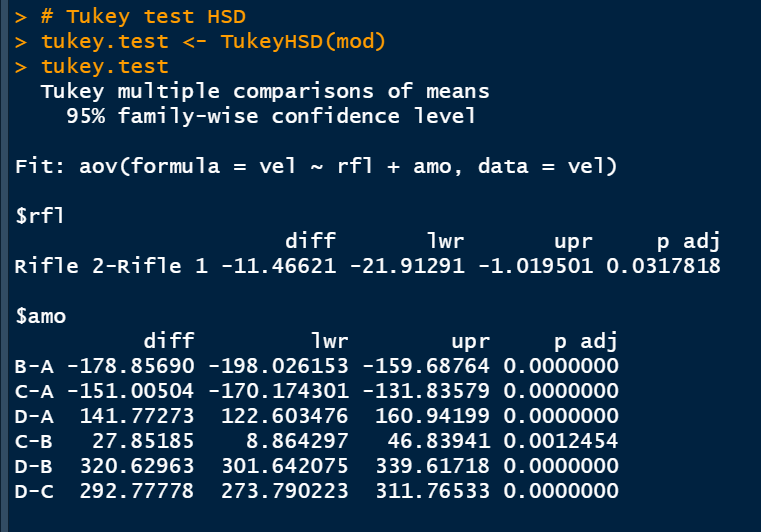 > # Tukey test HSD
> tukey.test <- TukeyHSD(mod)
> tukey.test
  Tukey multiple comparisons of means
    95% family-wise confidence level

Fit: aov(formula = vel ~ rfl + amo, data = vel)

$rfl
                     diff       lwr       upr     p adj
Rifle 2-Rifle 1 -11.46621 -21.91291 -1.019501 0.0317818

$amo
          diff         lwr        upr     p adj
B-A -178.85690 -198.026153 -159.68764 0.0000000
C-A -151.00504 -170.174301 -131.83579 0.0000000
D-A  141.77273  122.603476  160.94199 0.0000000
C-B   27.85185    8.864297   46.83941 0.0012454
D-B  320.62963  301.642075  339.61718 0.0000000
D-C  292.77778  273.790223  311.76533 0.0000000